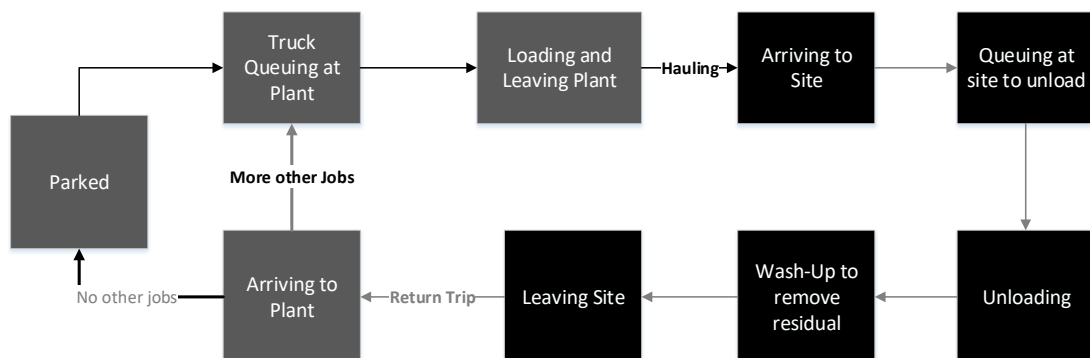 Truck
Queuing at
Plant
Loading and
Leaving Plant
Hauling
Arriving to
Site
Queuing at
site to unload
Parked
More other Jobs
No other jobs
Arriving to
Plant
Return Trip
Leaving Site
Wash-Up to
remove
residual
Unloading